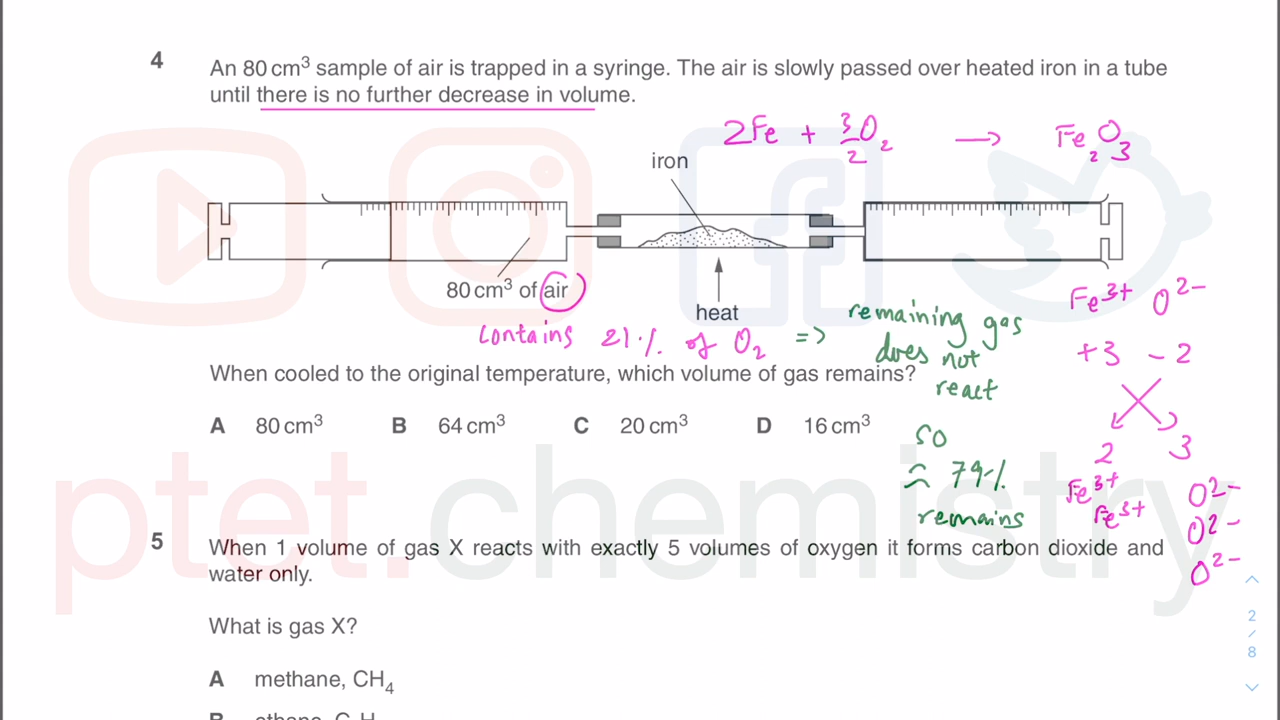 4 An 80 cm³ sample of air is trapped in a syringe. The air is slowly passed over heated iron in a tube
until there is no further decrease in volume.
2Fe + 3/2 O₂ → Fe₂O₃
iron
80 cm³ of air
heat
contains 21% of O₂ =>
remaining gas
does not
react
so
≈ 79%
remains
Fe³⁺ O²⁻
+3 -2
2 3
Fe³⁺
Fe³⁺
O²⁻
O²⁻
O²⁻
When cooled to the original temperature, which volume of gas remains?
A 80 cm³ B 64 cm³ C 20 cm³ D 16 cm³
ptet.chemistry
5 When 1 volume of gas X reacts with exactly 5 volumes of oxygen it forms carbon dioxide and
water only.
What is gas X?
A methane, CH₄
2
/
8